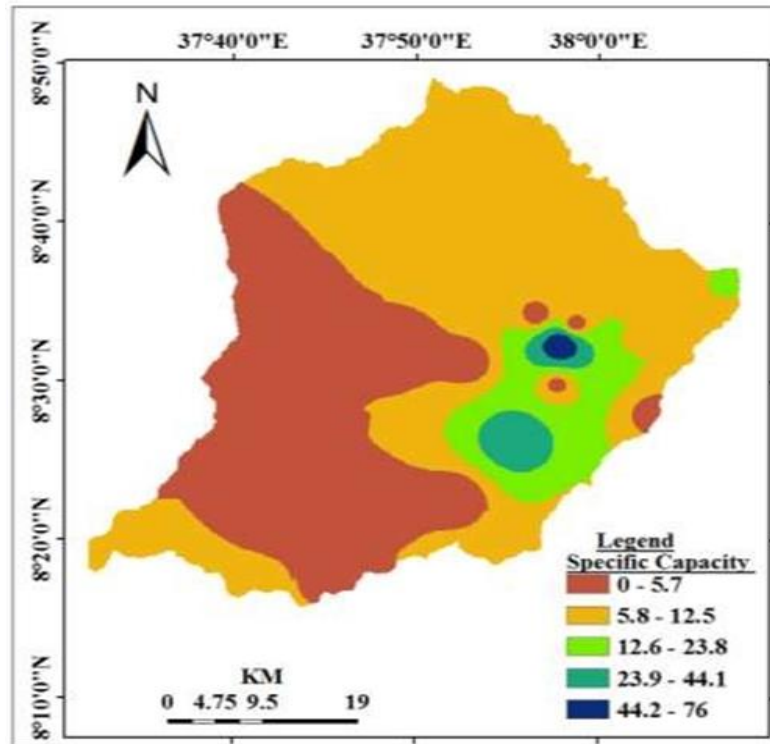 37°40'0"E 37°50'0"E 38°0'0"E
8°50'0"N
N
8°40'0"N
8°30'0"N
8°20'0"N
8°10'0"N
Legend
Specific Capacity
0 - 5.7
5.8 - 12.5
12.6 - 23.8
23.9 - 44.1
44.2 - 76
KM
0 4.75 9.5 19